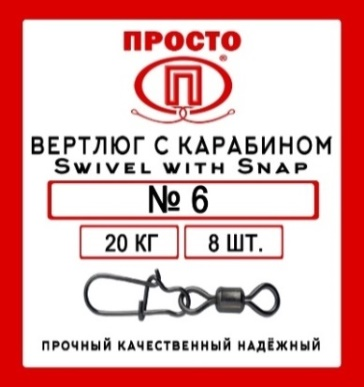 ПРОСТО
П
ВЕРТЛЮГ С КАРАБИНОМ
SWIVEL WITH SNAP
№ 6
20 КГ 8 ШТ.
ПРОЧНЫЙ КАЧЕСТВЕННЫЙ НАДЁЖНЫЙ